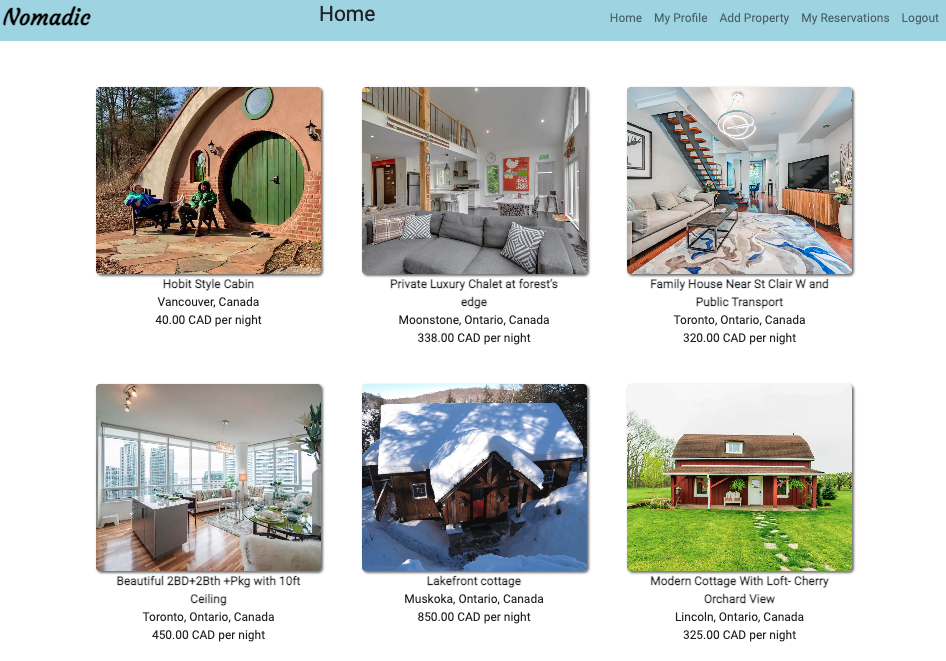 Nomadic
Home
Home My Profile Add Property My Reservations Logout
Hobit Style Cabin
Vancouver, Canada
40.00 CAD per night
Private Luxury Chalet at forest's
edge
Moonstone, Ontario, Canada
338.00 CAD per night
Family House Near St Clair W and
Public Transport
Toronto, Ontario, Canada
320.00 CAD per night
Beautiful 2BD+2Bth +Pkg with 10ft
Ceiling
Toronto, Ontario, Canada
450.00 CAD per night
Lakefront cottage
Muskoka, Ontario, Canada
850.00 CAD per night
Modern Cottage With Loft- Cherry
Orchard View
Lincoln, Ontario, Canada
325.00 CAD per night